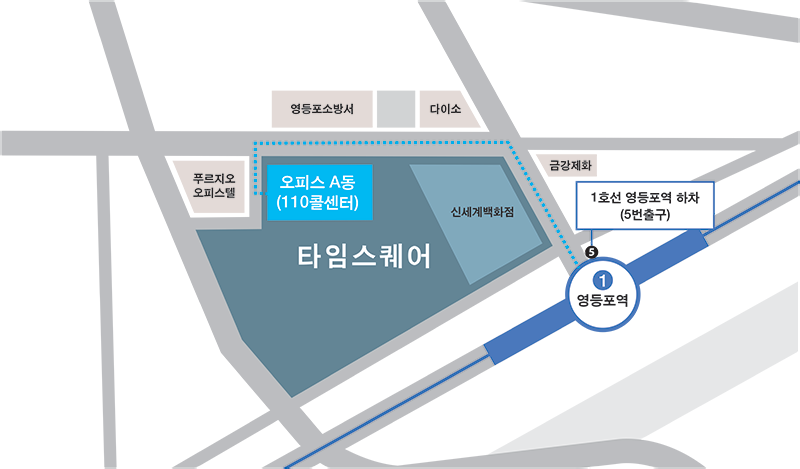 영등포소방서
다이소
푸르지오
오피스텔
오피스 A동
(110콜센터)
금강제화
신세계백화점
1호선 영등포역 하차
(5번출구)
타임스퀘어
5
1
영등포역